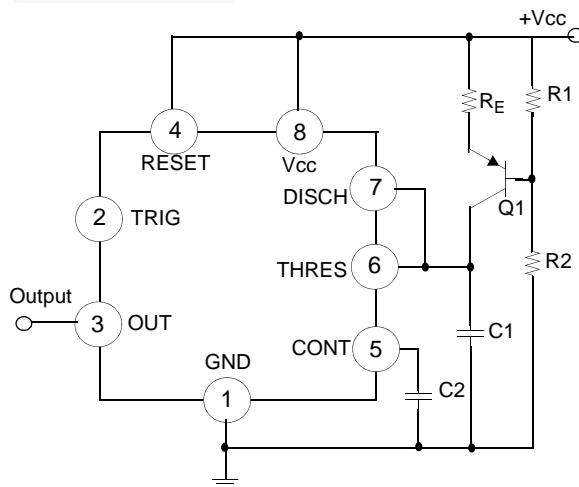 +Vcc
4
RESET
8
Vcc
RE
R1
7
DISCH
Q1
2
TRIG
6
THRES
R2
Output
3
OUT
GND
CONT
5
C1
1
C2